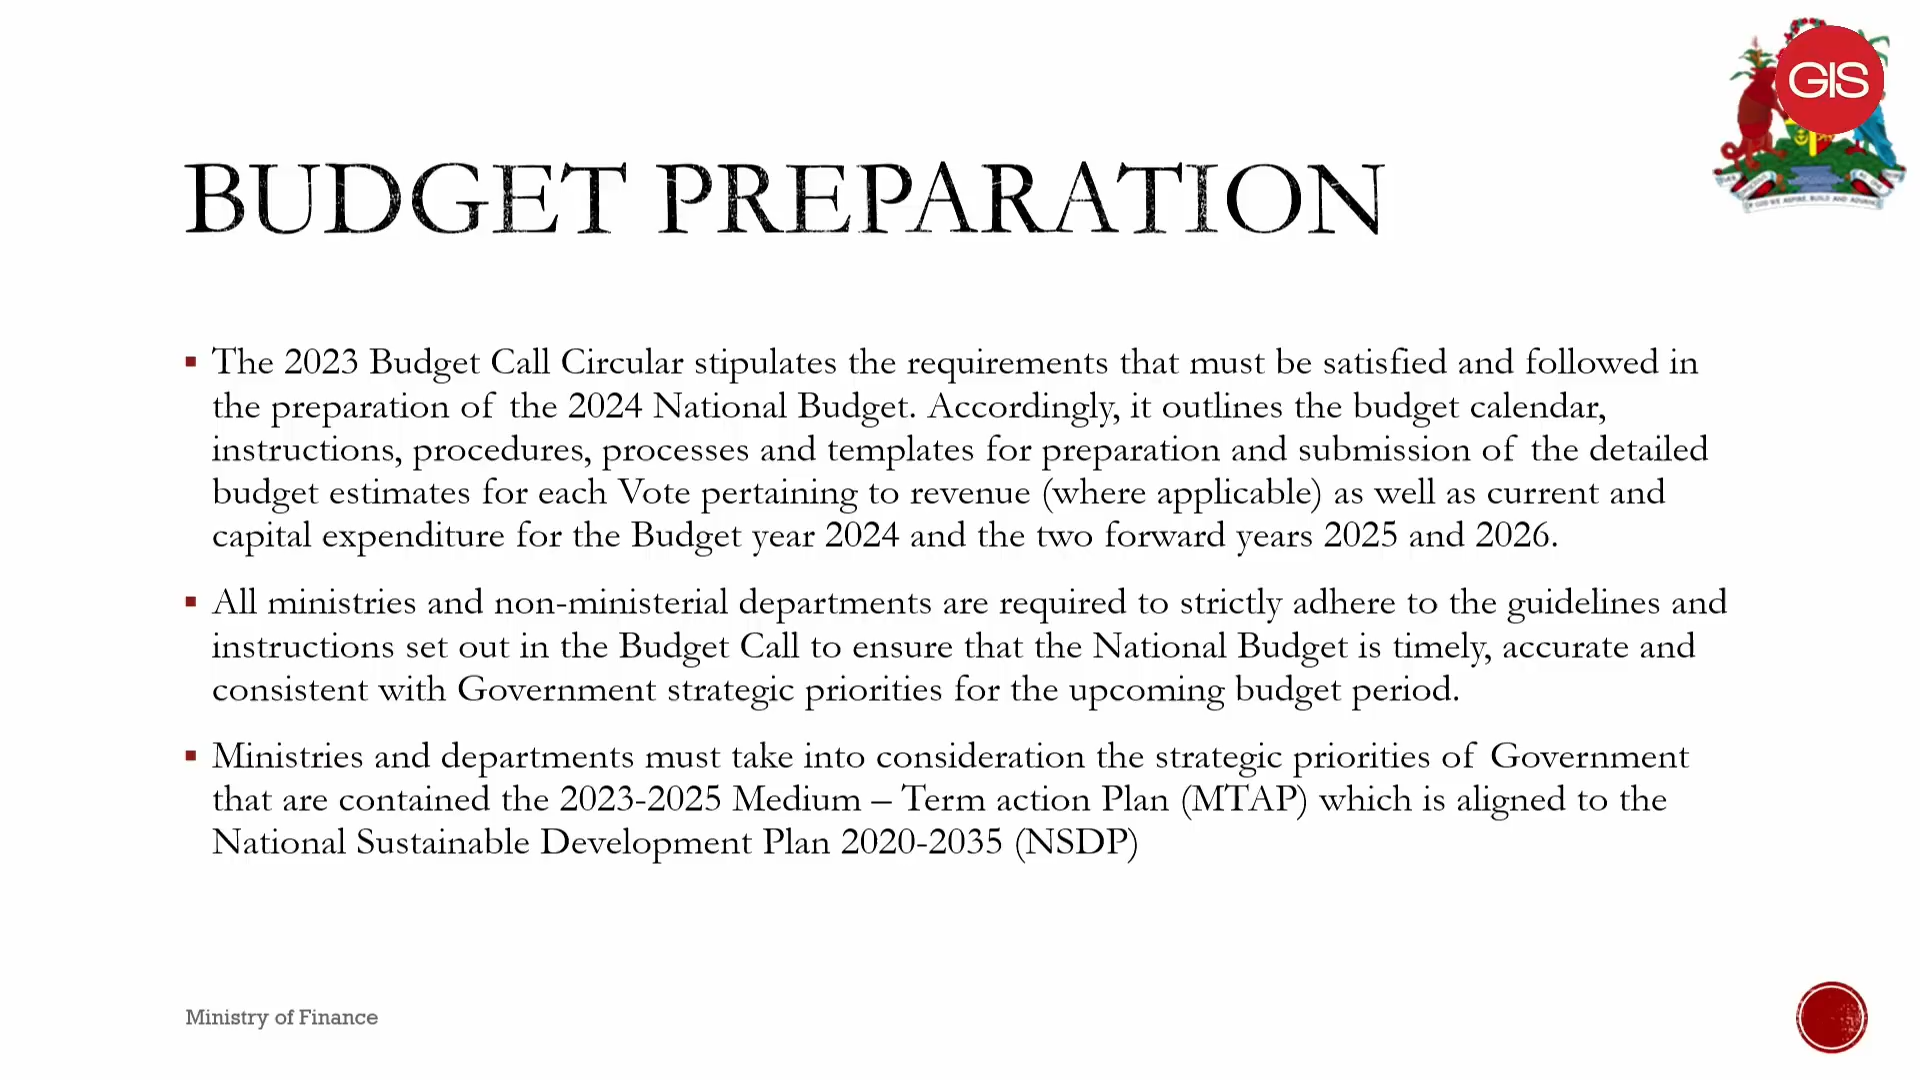 GIS
BUDGET PREPARATION
The 2023 Budget Call Circular stipulates the requirements that must be satisfied and followed in
the preparation of the 2024 National Budget. Accordingly, it outlines the budget calendar,
instructions, procedures, processes and templates for preparation and submission of the detailed
budget estimates for each Vote pertaining to revenue (where applicable) as well as current and
capital expenditure for the Budget year 2024 and the two forward years 2025 and 2026.
All ministries and non-ministerial departments are required to strictly adhere to the guidelines and
instructions set out in the Budget Call to ensure that the National Budget is timely, accurate and
consistent with Government strategic priorities for the upcoming budget period.
Ministries and departments must take into consideration the strategic priorities of Government
that are contained the 2023-2025 Medium – Term action Plan (MTAP) which is aligned to the
National Sustainable Development Plan 2020-2035 (NSDP)
Ministry of Finance